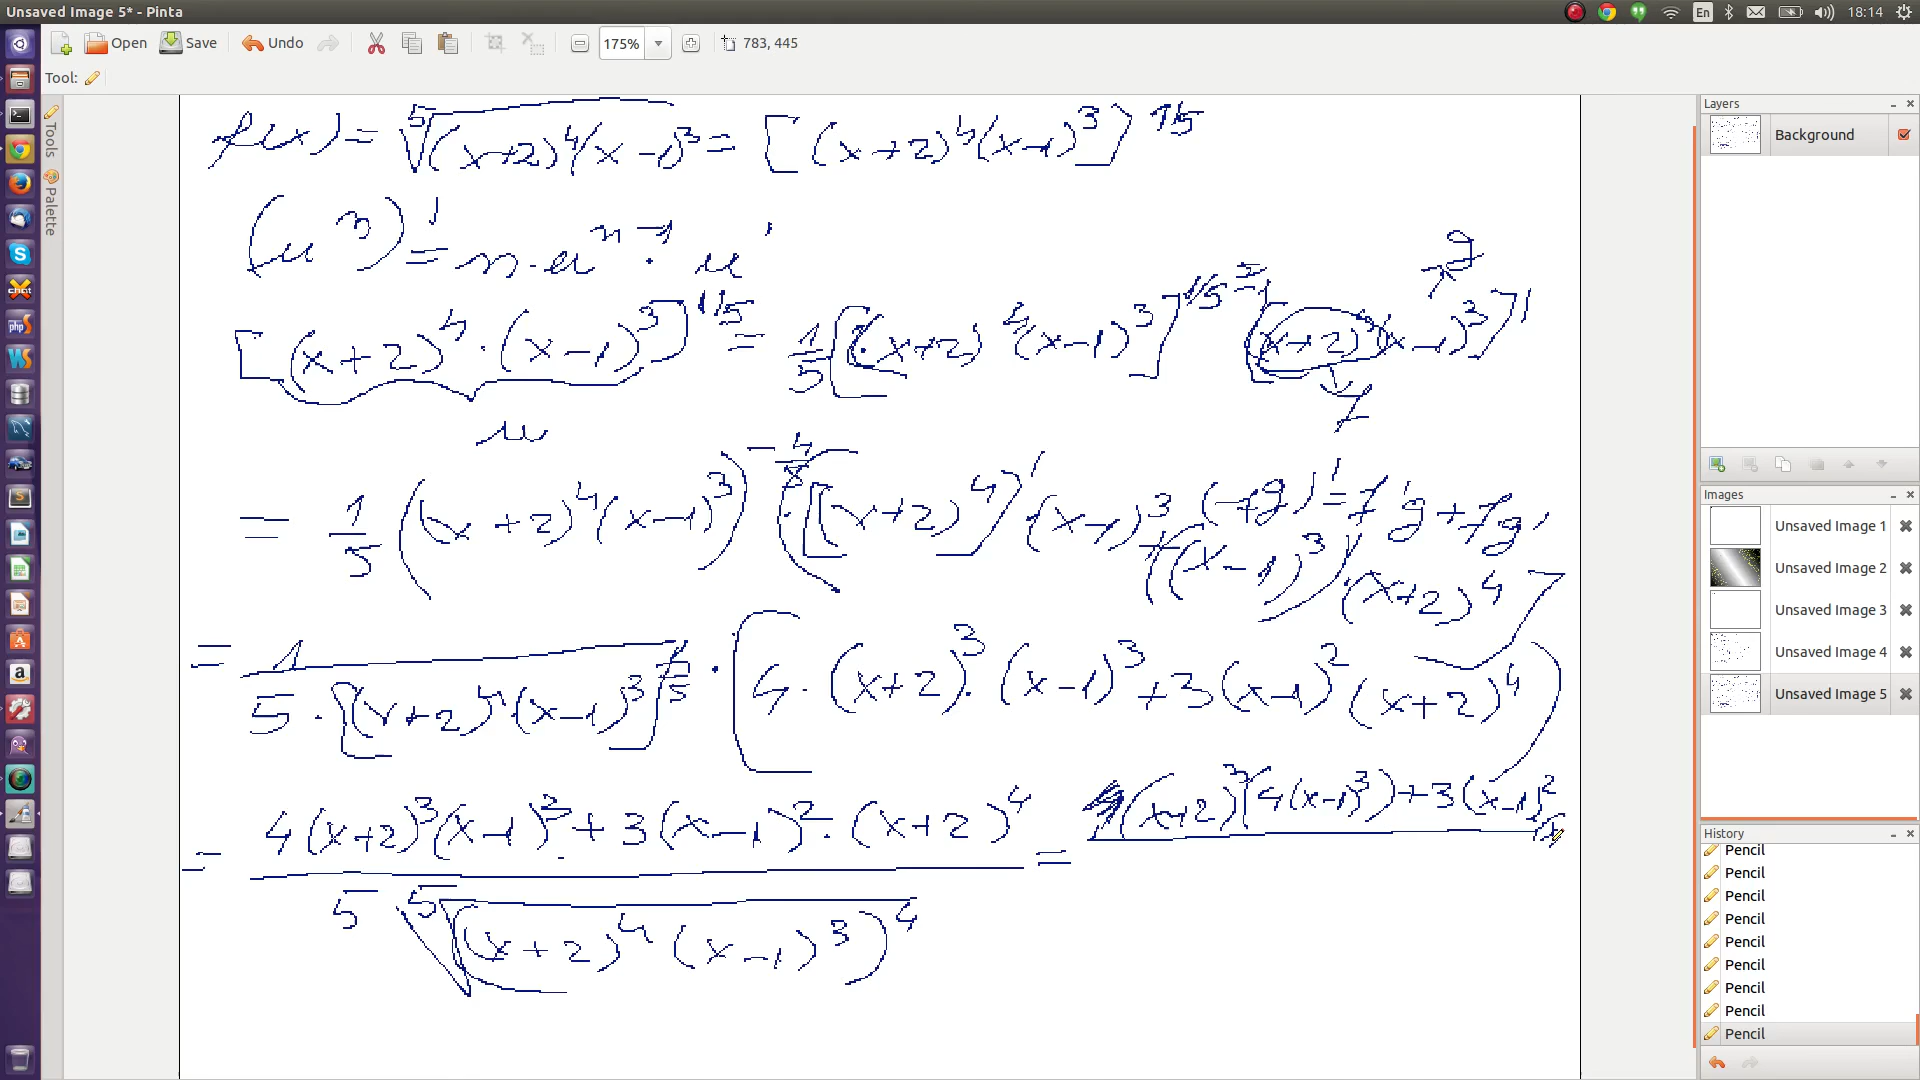 Unsaved Image 5* - Pinta
En 18:14
Open Save Undo 175% 783, 445
Tool:
Tools
Palette
f(x) = ⁵√((x+2)⁴(x-1)³) = [(x+2)⁴(x-1)³]^1/5
(u^n)' = n·u^n-1 · u'
[(x+2)⁴·(x-1)³]^1/5 = 1/5 [(x+2)⁴(x-1)³]^1/5-1 [(x+2)⁴(x-1)³]'
g
f
u
= 1/5 ((x+2)⁴(x-1)³)^-4/5 · ([(x+2)⁴]' (x-1)³ + ((x-1)³)' · (x+2)⁴]
(fg)' = f'g + fg'
= 1/(5·[(x+2)⁴·(x-1)³]^4/5) · [4·(x+2)³·(x-1)³+3(x-1)²(x+2)⁴)
= (4(x+2)³(x-1)³+3(x-1)²·(x+2)⁴)/(5 ⁵√((x+2)⁴(x-1)³)⁴) = (x+2)³(4(x-1)³)+3(x-1)²
Layers
Background
Images
Unsaved Image 1
Unsaved Image 2
Unsaved Image 3
Unsaved Image 4
Unsaved Image 5
History
Pencil
Pencil
Pencil
Pencil
Pencil
Pencil
Pencil
Pencil
Pencil